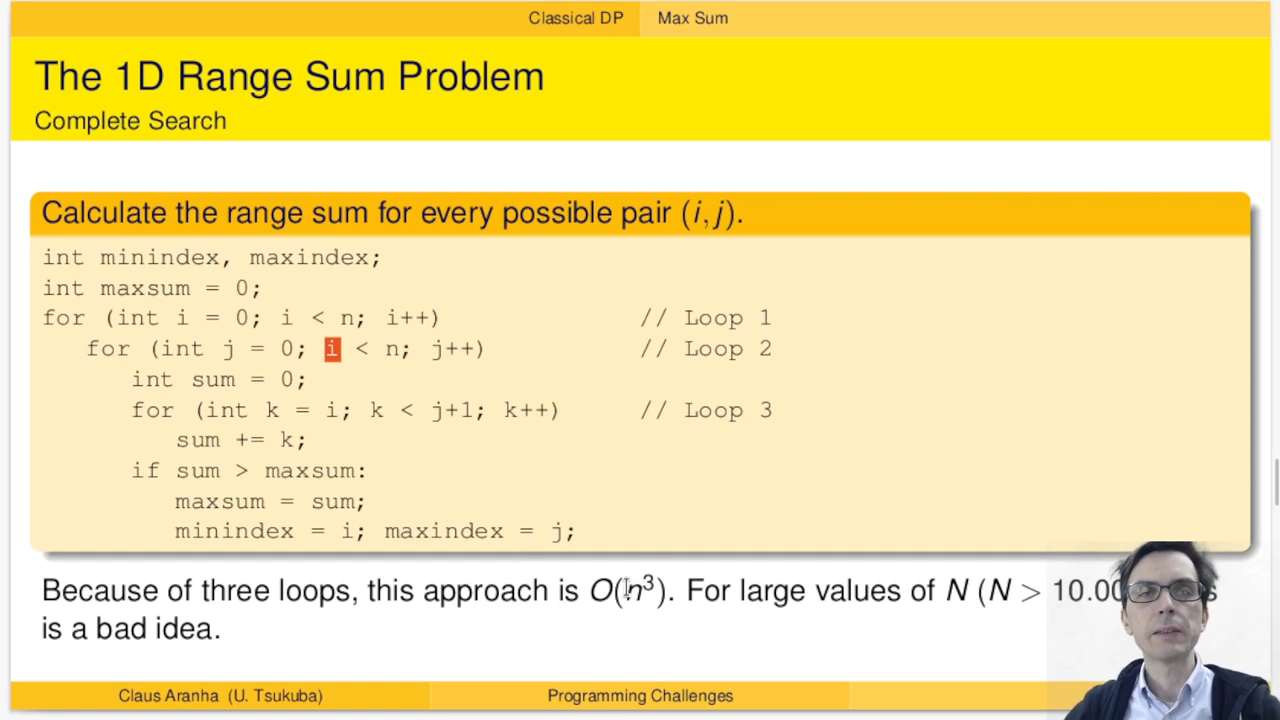 Classical DP Max Sum
The 1D Range Sum Problem
Complete Search
Calculate the range sum for every possible pair (i, j).
int minindex, maxindex;
int maxsum = 0;
for (int i = 0; i < n; i++) // Loop 1
for (int j = 0; i < n; j++) // Loop 2
int sum = 0;
for (int k = i; k < j+1; k++) // Loop 3
sum += k;
if sum > maxsum:
maxsum = sum;
minindex = i; maxindex = j;
Because of three loops, this approach is O(n³). For large values of N (N >
is a bad idea.
Claus Aranha (U. Tsukuba) Programming Challenges